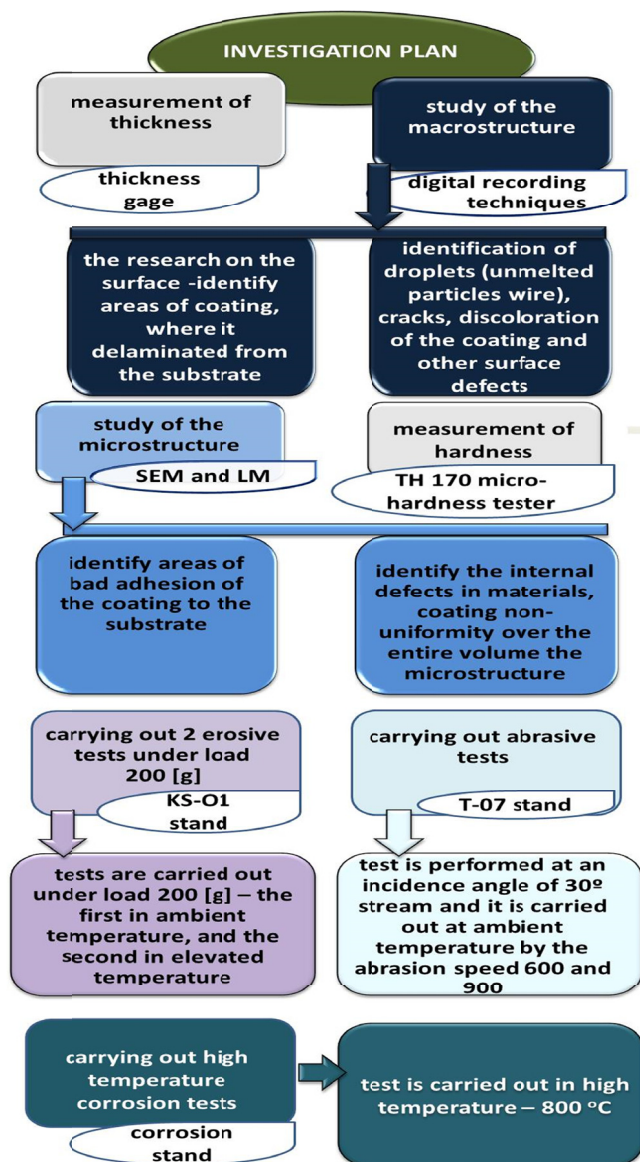 INVESTIGATION PLAN
measurement of
thickness
thickness
gage
study of the
macrostructure
digital recording
techniques
the research on the
surface -identify
areas of coating,
where it
delaminated from
the substrate
identification of
droplets (unmelted
particles wire),
cracks, discoloration
of the coating and
other surface
defects
study of the
microstructure
SEM and LM
measurement of
hardness
TH 170 micro-
hardness tester
identify areas of
bad adhesion of
the coating to the
substrate
identify the internal
defects in materials,
coating non-
uniformity over the
entire volume the
microstructure
carrying out 2 erosive
tests under load
200 [g]
KS-O1
stand
carrying out abrasive
tests
T-07 stand
tests are carried out
under load 200 [g] – the
first in ambient
temperature, and the
second in elevated
temperature
test is performed at an
incidence angle of 30º
stream and it is carried
out at ambient
temperature by the
abrasion speed 600 and
900
carrying out high
temperature
corrosion tests
corrosion
stand
test is carried out in high
temperature – 800 °C